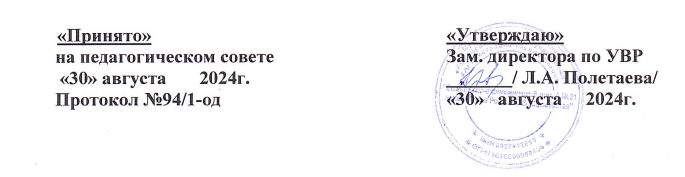 «Принято»
на педагогическом совете
«30» августа 2024г.
Протокол №94/1-од
«Утверждаю»
Зам. директора по УВР
/ Л.А. Полетаева/
«30» августа 2024г.